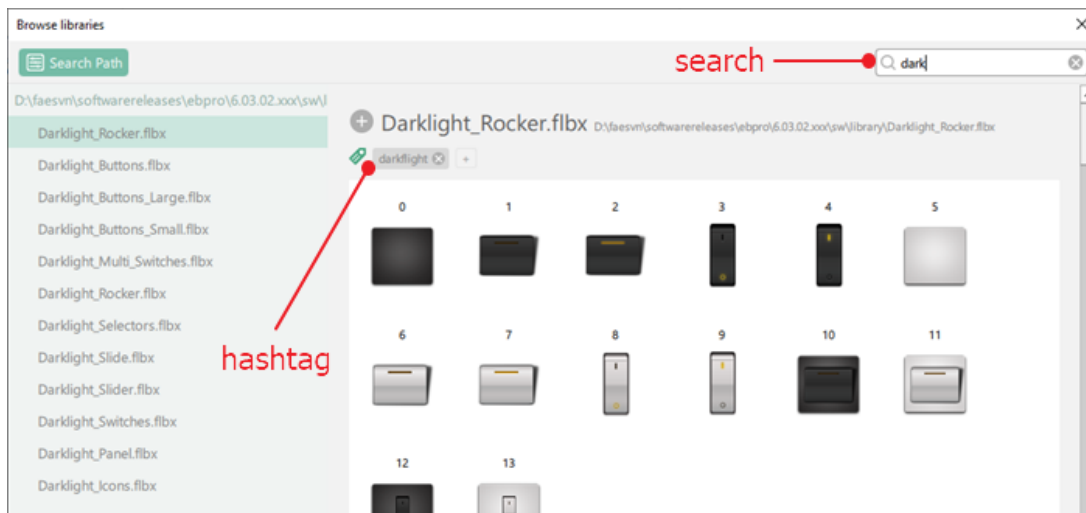 Browse libraries
Search Path
search
dark
D:\faesvn\softwarereleases\ebpro\6.03.02.xxx\sw\l
Darklight_Rocker.flbx
Darklight_Buttons.flbx
Darklight_Buttons_Large.flbx
Darklight_Buttons_Small.flbx
Darklight_Multi_Switches.flbx
Darklight_Rocker.flbx
Darklight_Selectors.flbx
Darklight_Slide.flbx
Darklight_Slider.flbx
Darklight_Switches.flbx
Darklight_Panel.flbx
Darklight_Icons.flbx
hashtag
Darklight_Rocker.flbx D:\faesvn\softwarereleases\ebpro\6.03.02.xxx\sw\library\Darklight_Rocker.flbx
darkflight
0 1 2 3 4 5
6 7 8 9 10 11
12 13